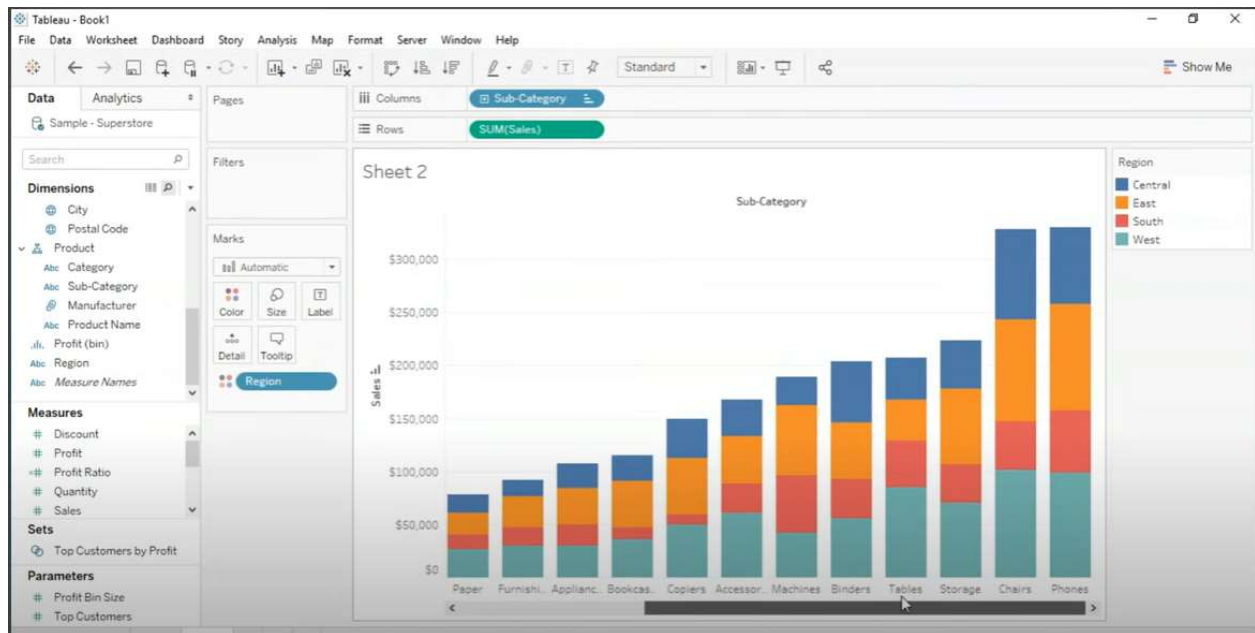 Tableau - Book1
File Data Worksheet Dashboard Story Analysis Map Format Server Window Help
Standard
Show Me
Data Analytics
Sample - Superstore
Search
Dimensions
City
Postal Code
Product
Abc Category
Abc Sub-Category
Manufacturer
Abc Product Name
Profit (bin)
Abc Region
Abc Measure Names
Measures
# Discount
# Profit
=# Profit Ratio
# Quantity
# Sales
Sets
Top Customers by Profit
Parameters
# Profit Bin Size
# Top Customers
Pages
Filters
Marks
Automatic
Color Size Label
Detail Tooltip
Region
Columns Sub-Category
Rows SUM(Sales)
Sheet 2
Sub-Category
Sales
$300,000
$250,000
$200,000
$150,000
$100,000
$50,000
$0
Paper Furnishi.. Applianc.. Bookcas.. Copiers Accessor.. Machines Binders Tables Storage Chairs Phones
Region
Central
East
South
West